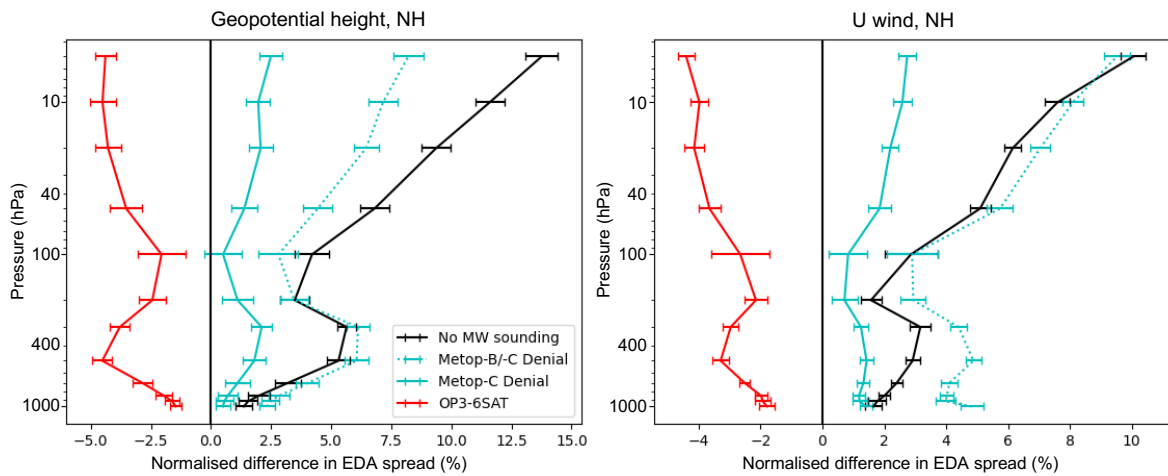 Geopotential height, NH
Pressure (hPa)
10
40
100
400
1000
−5.0 −2.5 0.0 2.5 5.0 7.5 10.0 12.5 15.0
Normalised difference in EDA spread (%)
No MW sounding
Metop-B/-C Denial
Metop-C Denial
OP3-6SAT
U wind, NH
Pressure (hPa)
10
40
100
400
1000
−4 −2 0 2 4 6 8 10
Normalised difference in EDA spread (%)